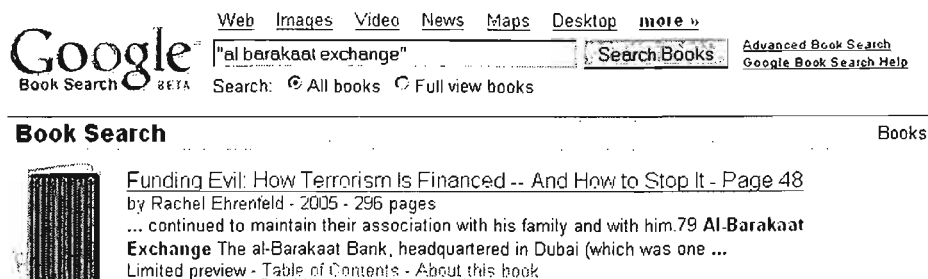 Web Images Video News Maps Desktop more »
Google
Book Search BETA
"al barakaat exchange" Search Books Advanced Book Search
Google Book Search Help
Search: All books Full view books
Book Search Books
Funding Evil: How Terrorism Is Financed -- And How to Stop It - Page 48
by Rachel Ehrenfeld - 2005 - 296 pages
... continued to maintain their association with his family and with him.79 Al-Barakaat
Exchange The al-Barakaat Bank, headquartered in Dubai (which was one ...
Limited preview - Table of Contents - About this book